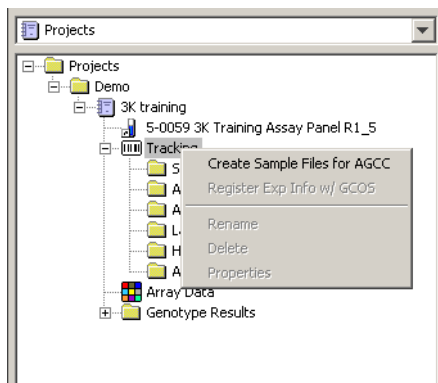 Projects
Projects
Demo
3K training
5-0059 3K Training Assay Panel R1_5
Tracking
S
A
A
L
H
A
Create Sample Files for AGCC
Register Exp Info w/ GCOS
Rename
Delete
Properties
Array Data
Genotype Results